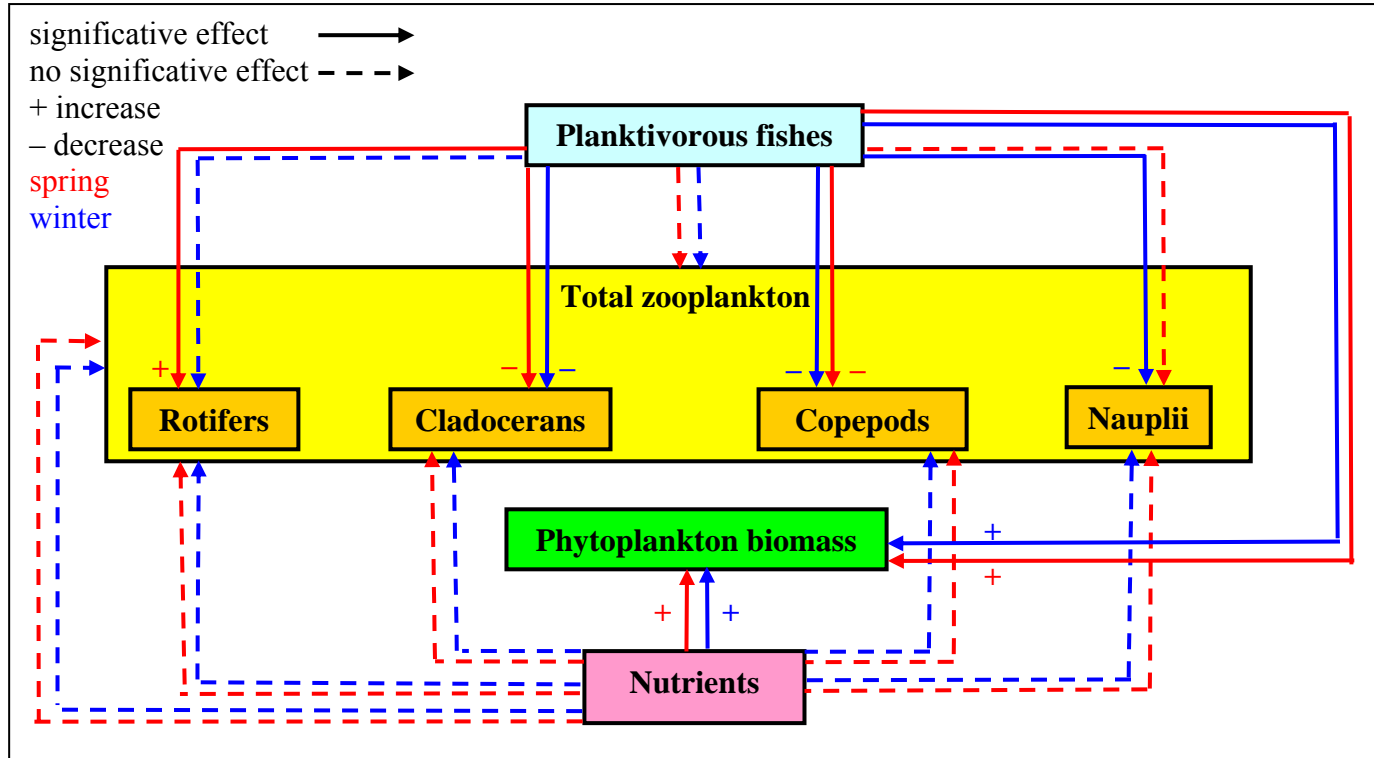 significative effect
no significative effect
+ increase
– decrease
spring
winter
Planktivorous fishes
Total zooplankton
+
–
–
–
–
–
Rotifers
Cladocerans
Copepods
Nauplii
Phytoplankton biomass
+
+
+
+
Nutrients